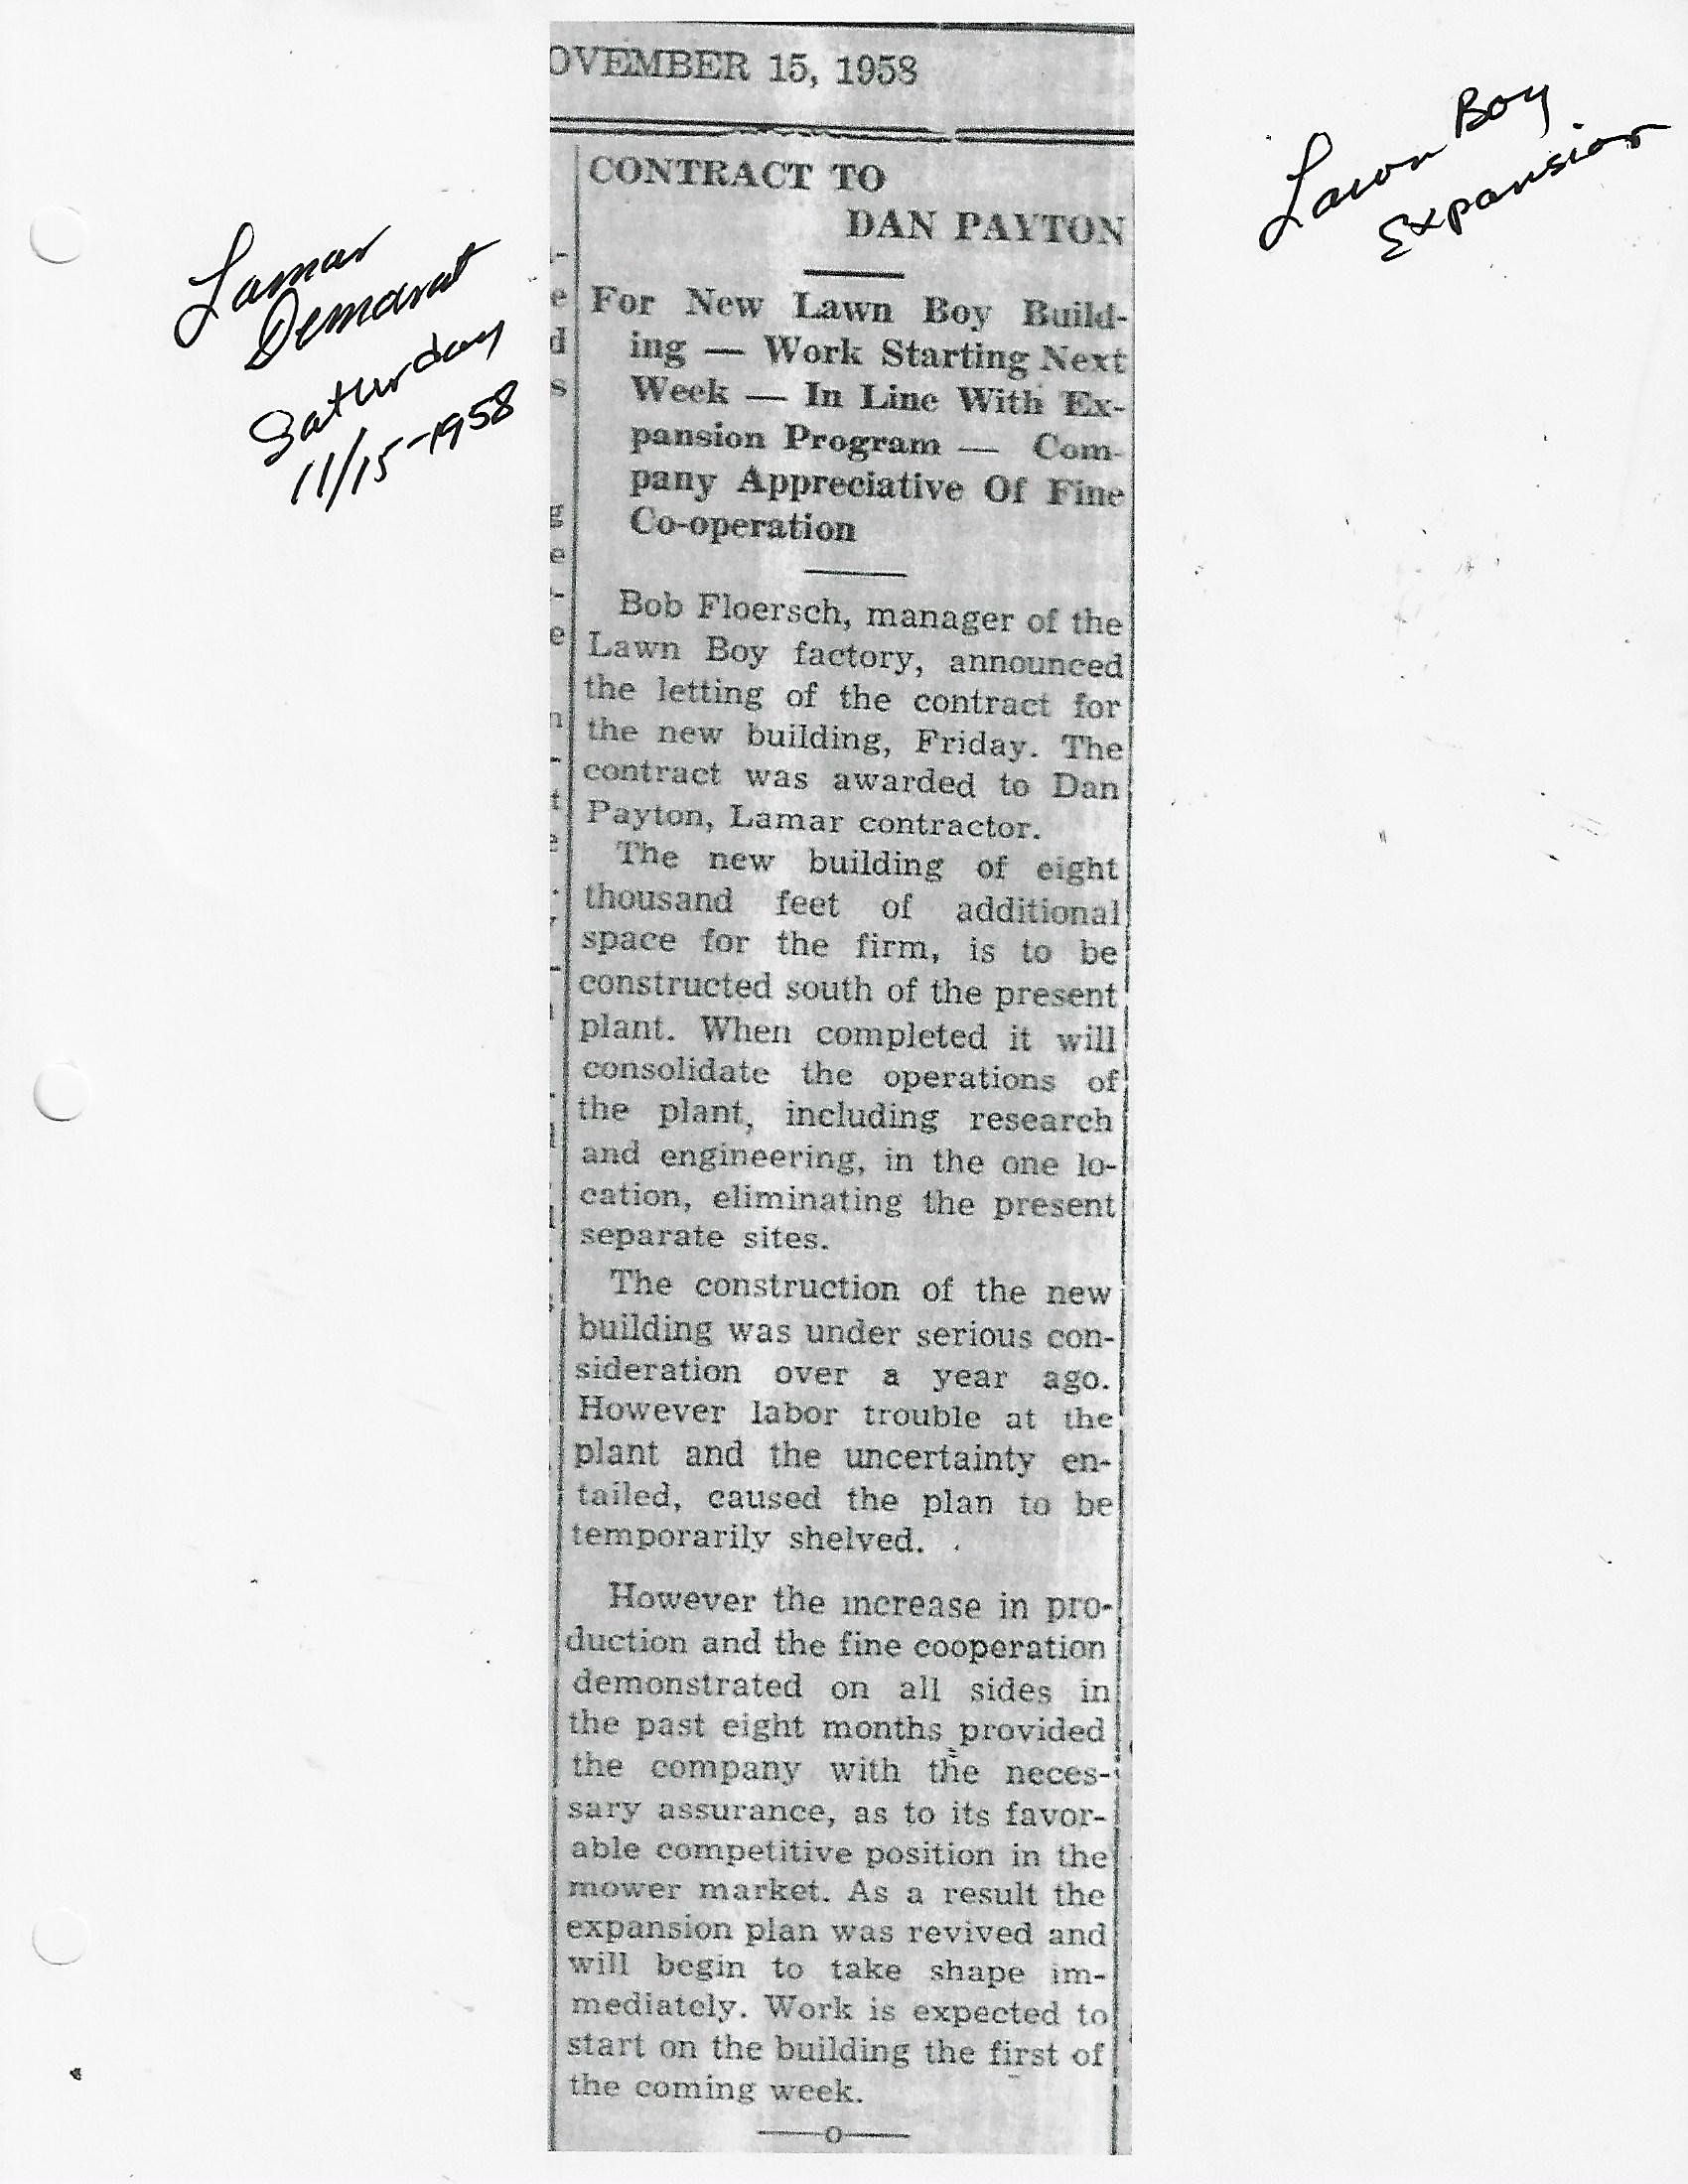 OVEMBER 15, 1958
Lawn Boy
Expansion
Lamar
Democrat
Saturday
11/15-1958
CONTRACT TO
DAN PAYTON
For New Lawn Boy Build-
ing — Work Starting Next
Week — In Line With Ex-
pansion Program — Com-
pany Appreciative Of Fine
Co-operation
Bob Floersch, manager of the
Lawn Boy factory, announced
the letting of the contract for
the new building, Friday. The
contract was awarded to Dan
Payton, Lamar contractor.
The new building of eight
thousand feet of additional
space for the firm, is to be
constructed south of the present
plant. When completed it will
consolidate the operations of
the plant, including research
and engineering, in the one lo-
cation, eliminating the present
separate sites.
The construction of the new
building was under serious con-
sideration over a year ago.
However labor trouble at the
plant and the uncertainty en-
tailed, caused the plan to be
temporarily shelved.
However the increase in pro-
duction and the fine cooperation
demonstrated on all sides in
the past eight months provided
the company with the neces-
sary assurance, as to its favor-
able competitive position in the
mower market. As a result the
expansion plan was revived and
will begin to take shape im-
mediately. Work is expected to
start on the building the first of
the coming week.
——o——